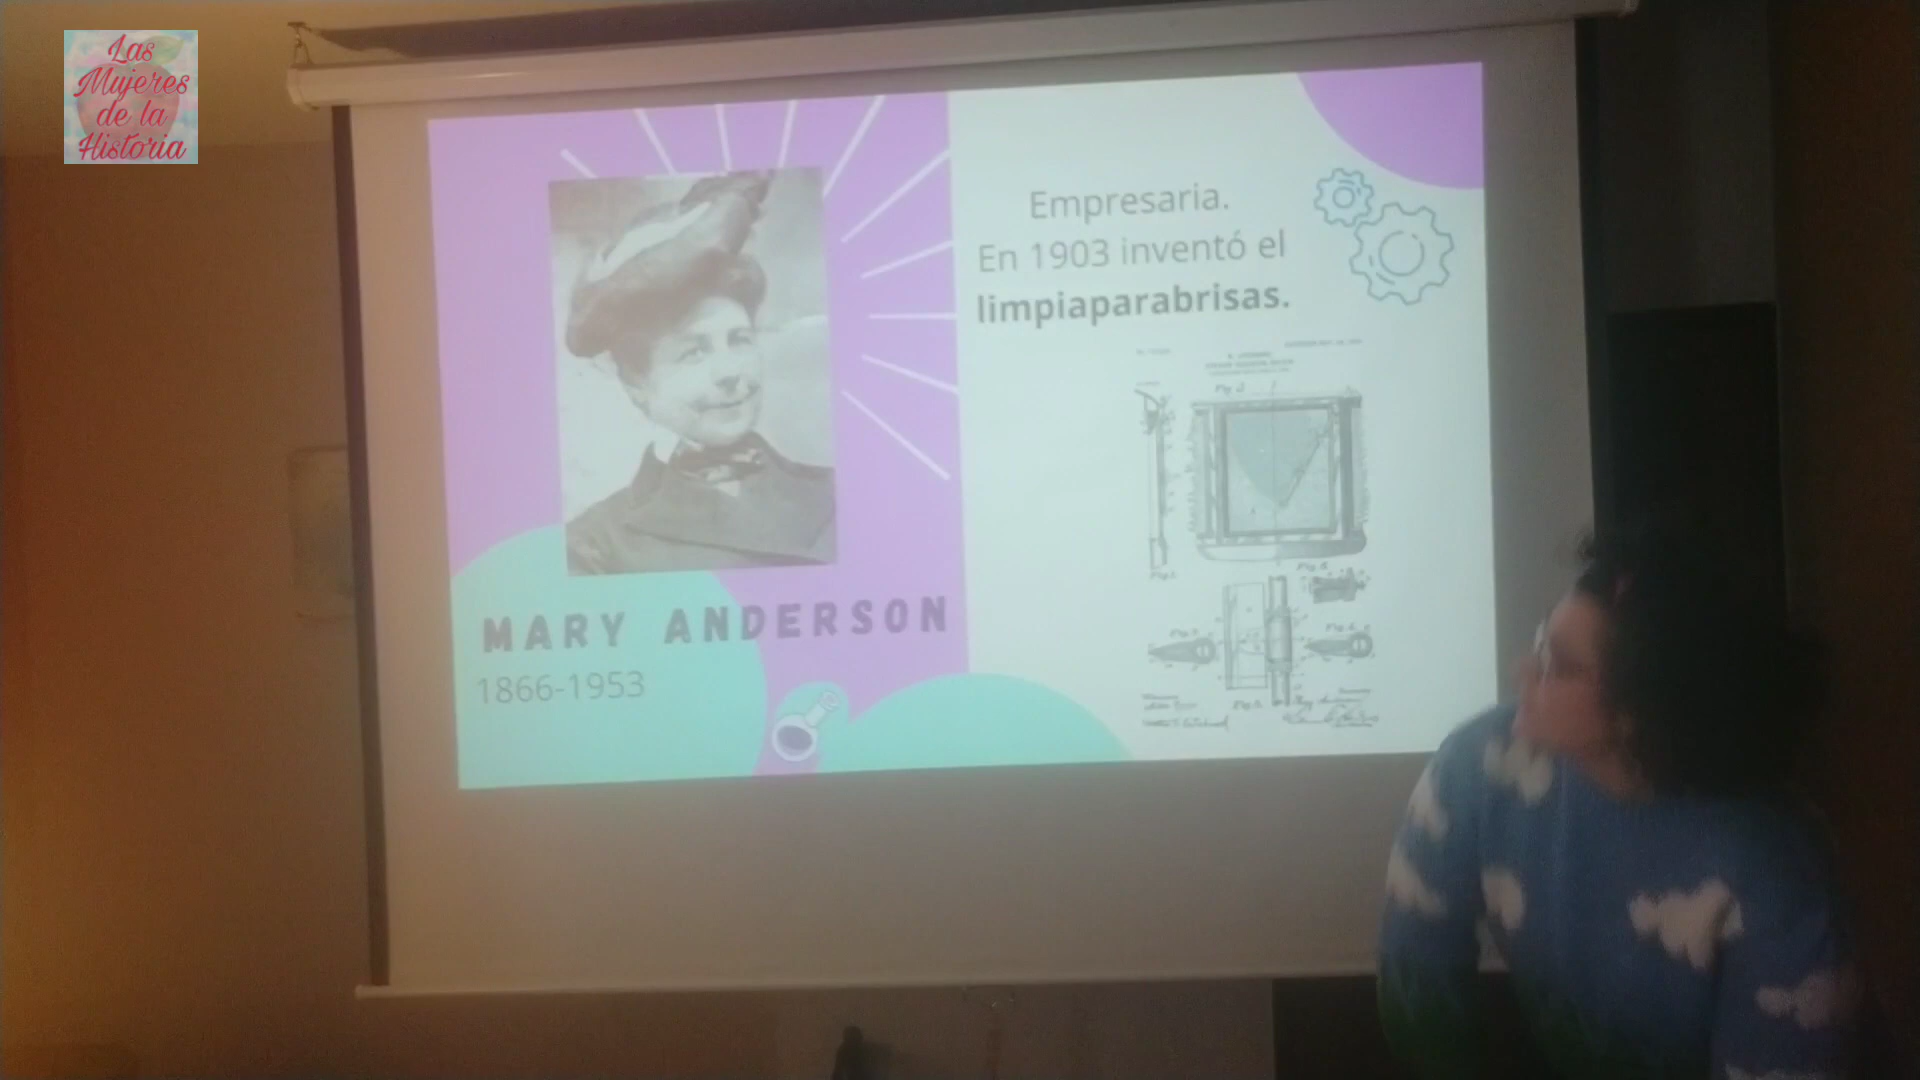 Las
Mujeres
de la
Historia
Empresaria.
En 1903 inventó el
limpiaparabrisas.
MARY ANDERSON
1866-1953